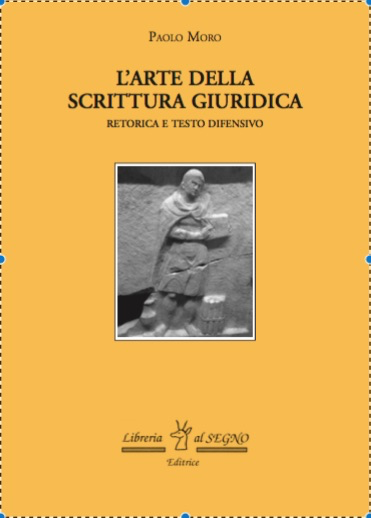 PAOLO MORO
L'ARTE DELLA
SCRITTURA GIURIDICA
RETORICA E TESTO DIFENSIVO
Libreria al SEGNO
Editrice